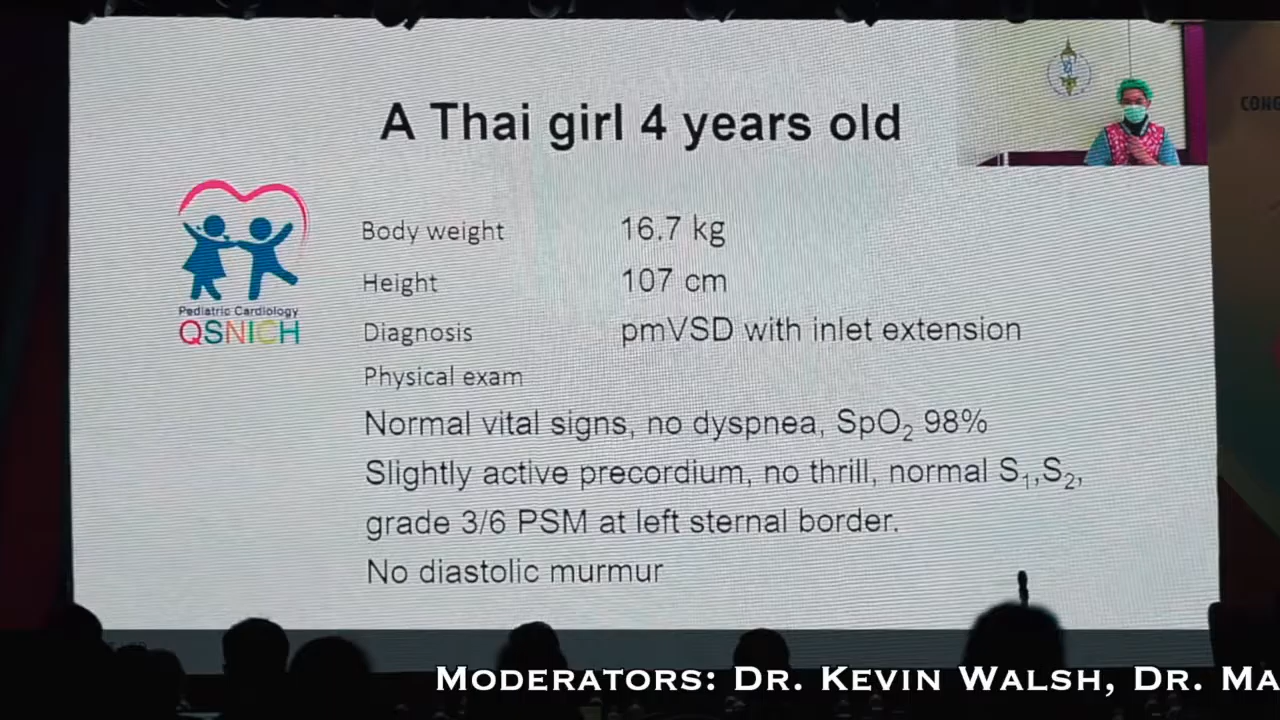 A Thai girl 4 years old
CONG
Body weight 16.7 kg
Height 107 cm
Pediatric Cardiology
QSNICH
Diagnosis pmVSD with inlet extension
Physical exam
Normal vital signs, no dyspnea, SpO₂ 98%
Slightly active precordium, no thrill, normal S₁,S₂,
grade 3/6 PSM at left sternal border.
No diastolic murmur
MODERATORS: DR. KEVIN WALSH, DR. MA